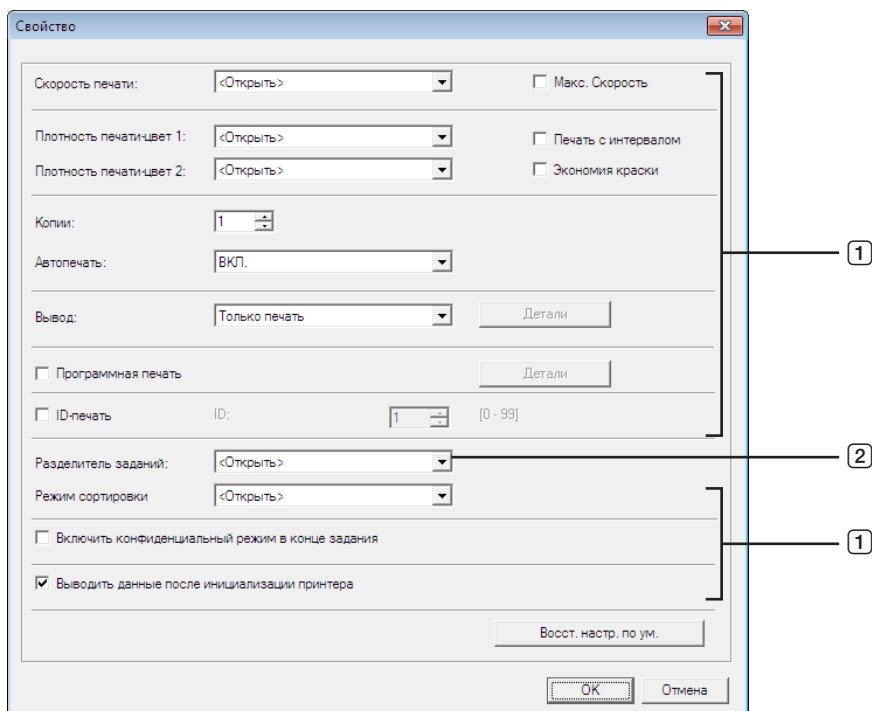 Свойство
Скорость печати: <Открыть> Макс. Скорость
Плотность печати-цвет 1: <Открыть> Печать с интервалом
Плотность печати-цвет 2: <Открыть> Экономия краски
Копии: 1
1
Автопечать: ВКЛ.
Вывод: Только печать Детали
Программная печать Детали
ID-печать ID: 1 [0 - 99]
Разделитель заданий: <Открыть> 2
Режим сортировки <Открыть>
Включить конфиденциальный режим в конце задания 1
Выводить данные после инициализации принтера
Восст. настр. по ум.
OK Отмена